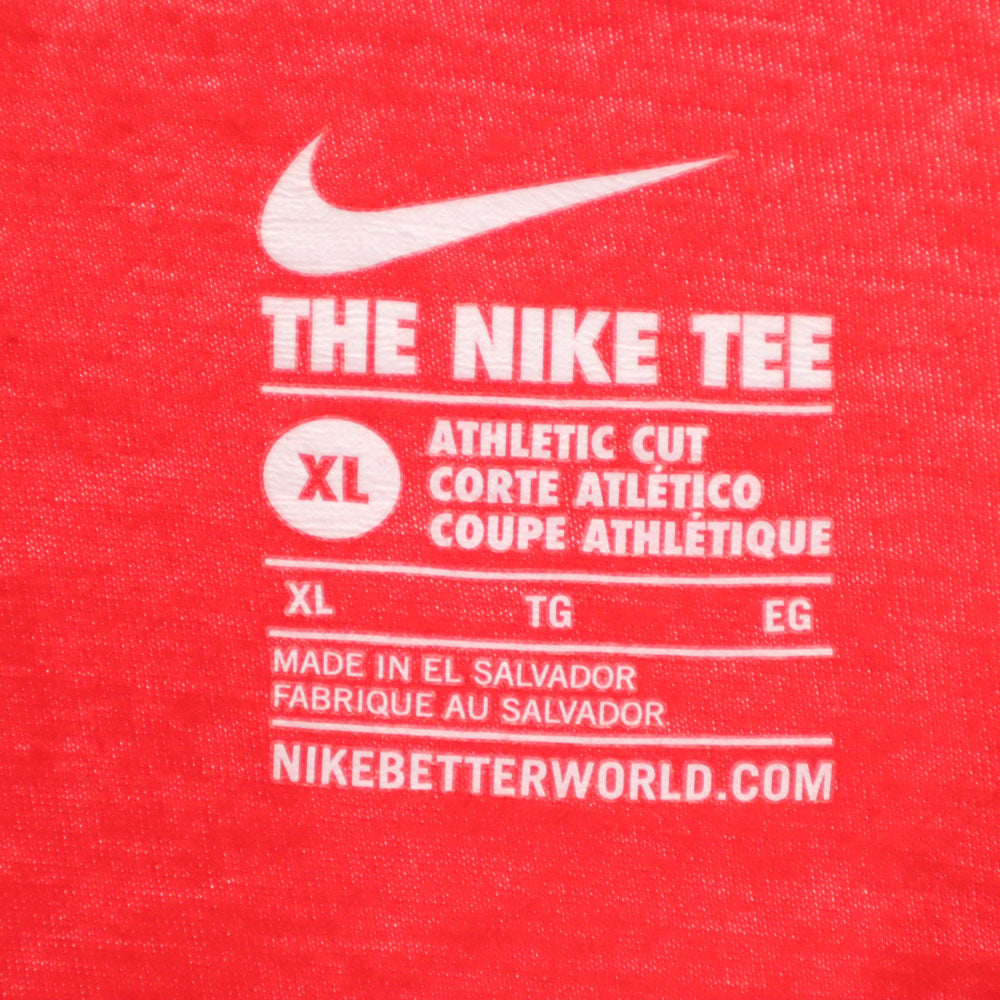 THE NIKE TEE
XL
ATHLETIC CUT
CORTE ATLÉTICO
COUPE ATHLÉTIQUE
XL TG EG
MADE IN EL SALVADOR
FABRIQUE AU SALVADOR
NIKEBETTERWORLD.COM